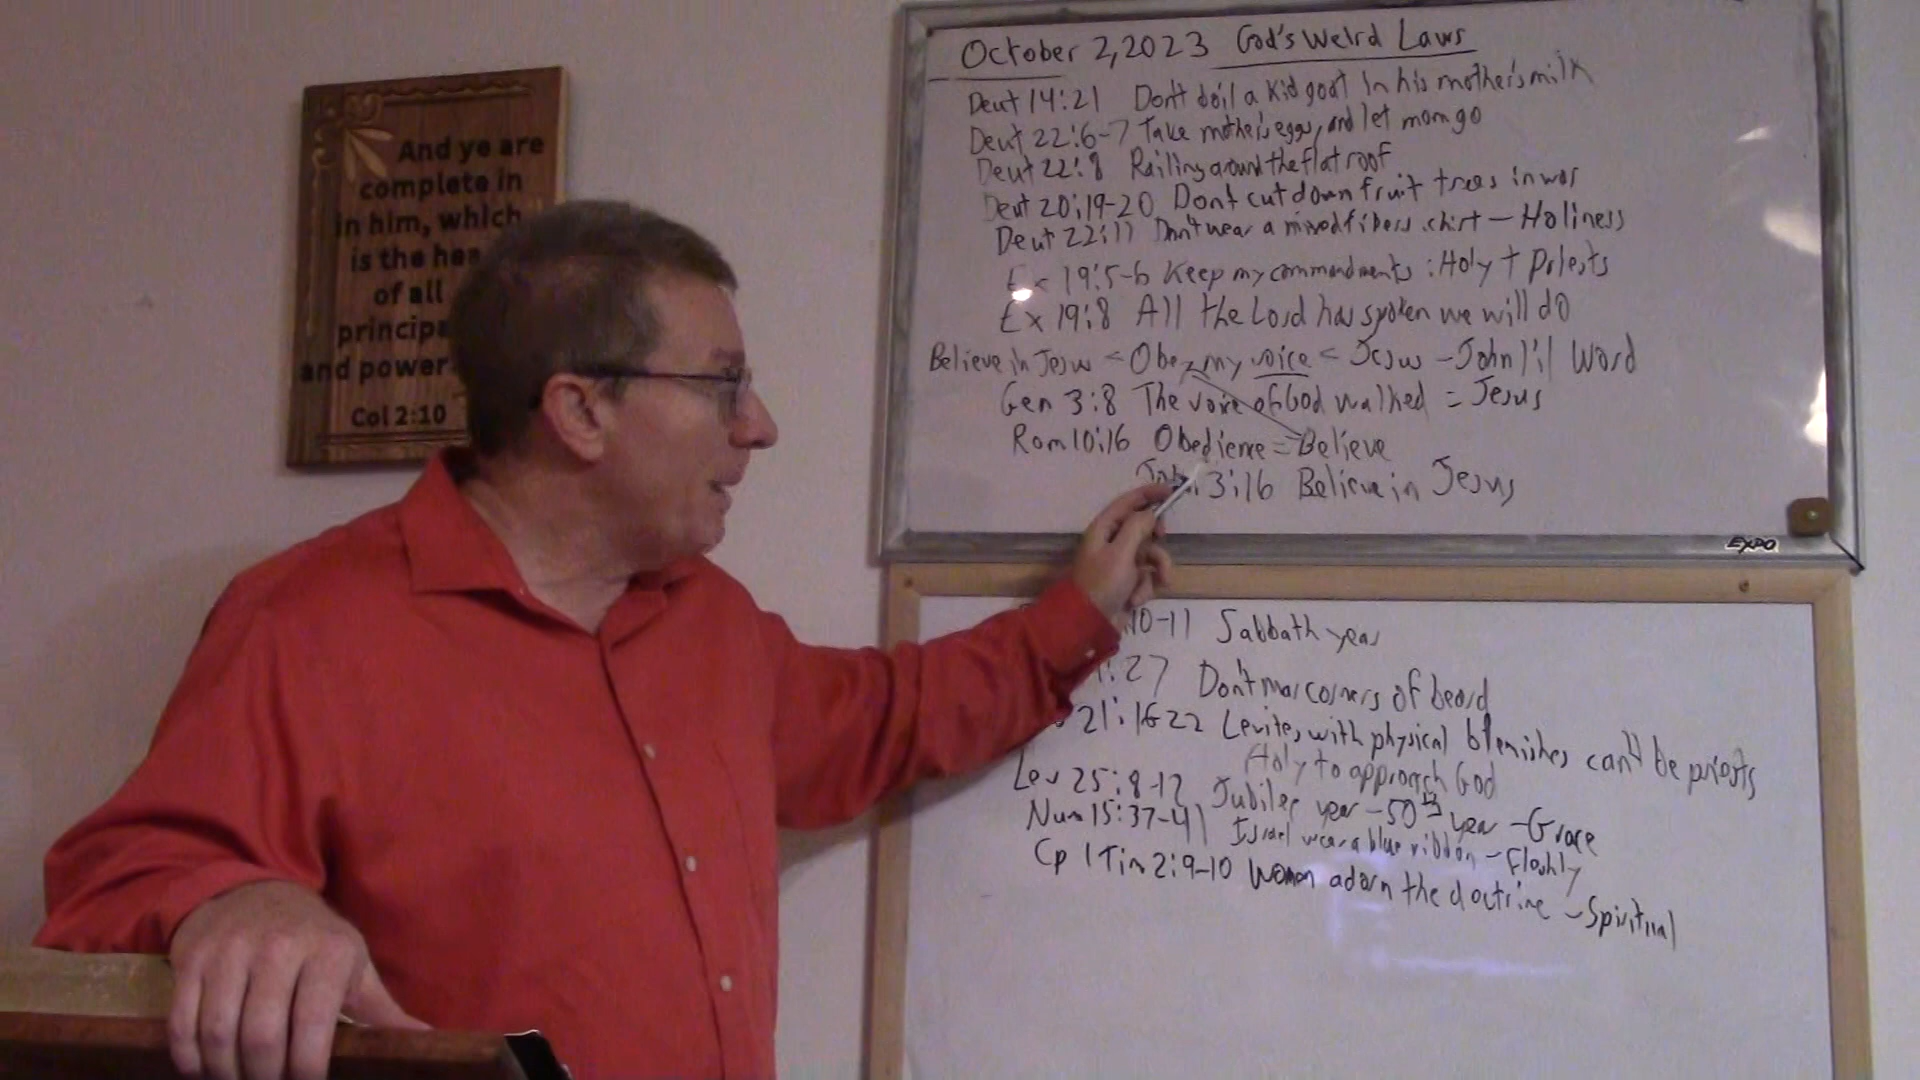 And ye are
complete in
in him, which
is the hea
of all
principa
and power
Col 2:10
October 2, 2023 God's Weird Laws
Deut 14:21 Don't boil a kid goat in his mother's milk
Deut 22:6-7 Take mother's eggs, and let mom go
Deut 22:8 Railing around the flat roof
Deut 20:19-20 Don't cut down fruit trees in war
Deut 22:11 Don't wear a mixed fibers shirt - Holiness
Ex 19:5-6 Keep my commandments: Holy + Priests
Ex 19:8 All the Lord has spoken we will do
Believe in Jesus < Obey my voice < Jesus - John 1:1 Word
Gen 3:8 The voice of God walked = Jesus
Rom 10:16 Obedience = Believe
John 3:16 Believe in Jesus
EXPO
10-11 Sabbath year
:27 Don't mar corners of beard
21:16-22 Levites with physical blemishes can't be priests
Holy to approach God
Lev 25:8-12 Jubilee year - 50th year - Grace
Num 15:37-41 Israel wear a blue ribbon - Fleshly
Cp 1 Tim 2:9-10 Woman adorn the doctrine - Spiritual